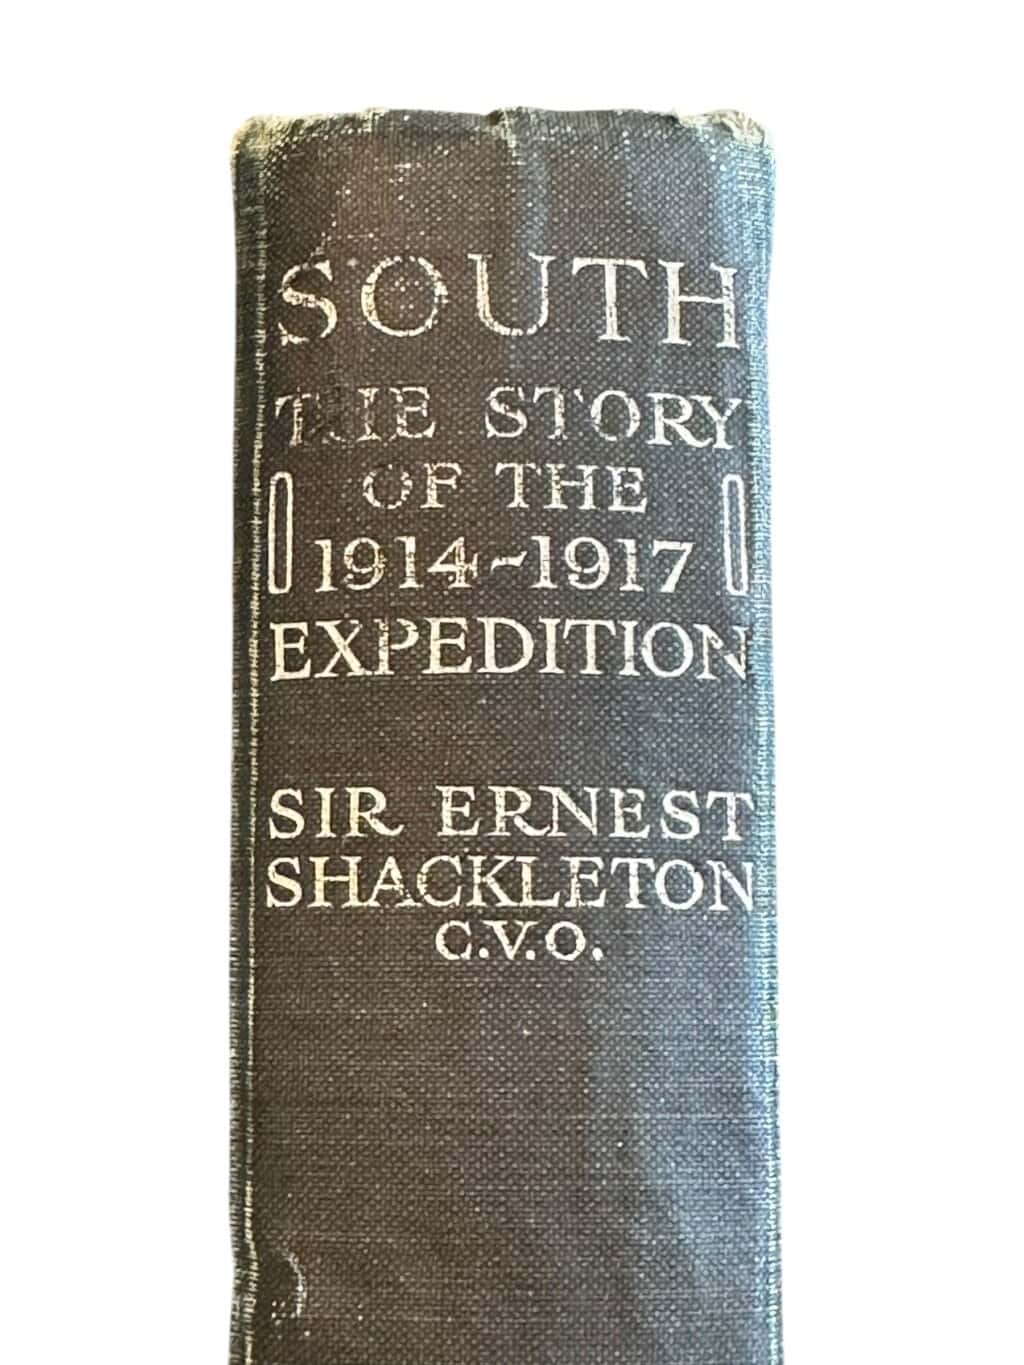 SOUTH
THE STORY
OF THE
1914-1917
EXPEDITION
SIR ERNEST
SHACKLETON
C.V.O.